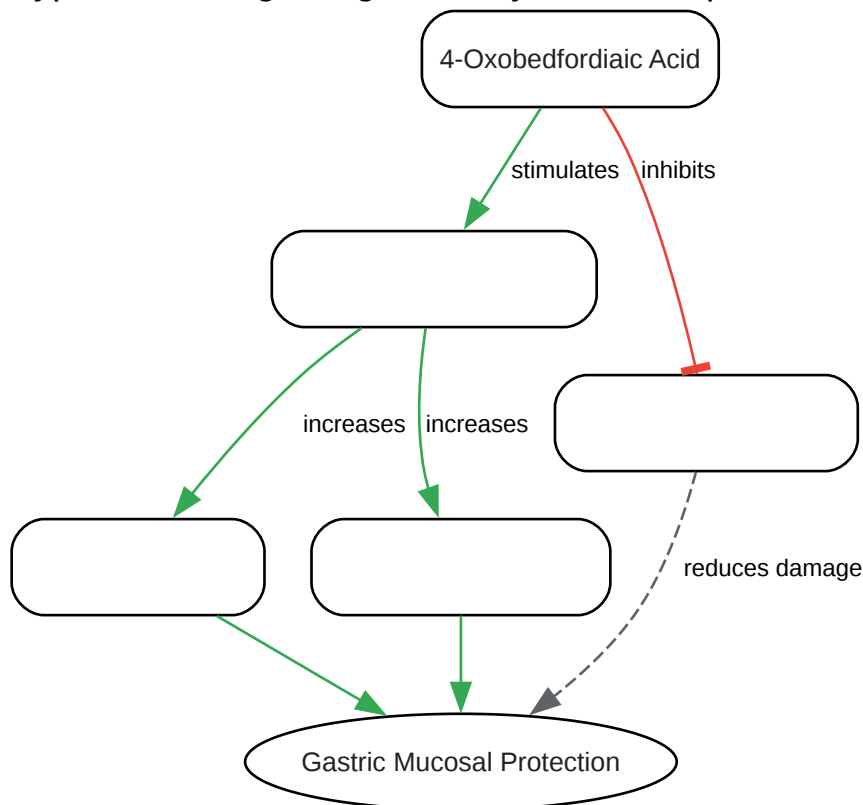 4-Oxobedfordiaic Acid
stimulates
inhibits
increases
increases
reduces damage
Gastric Mucosal Protection